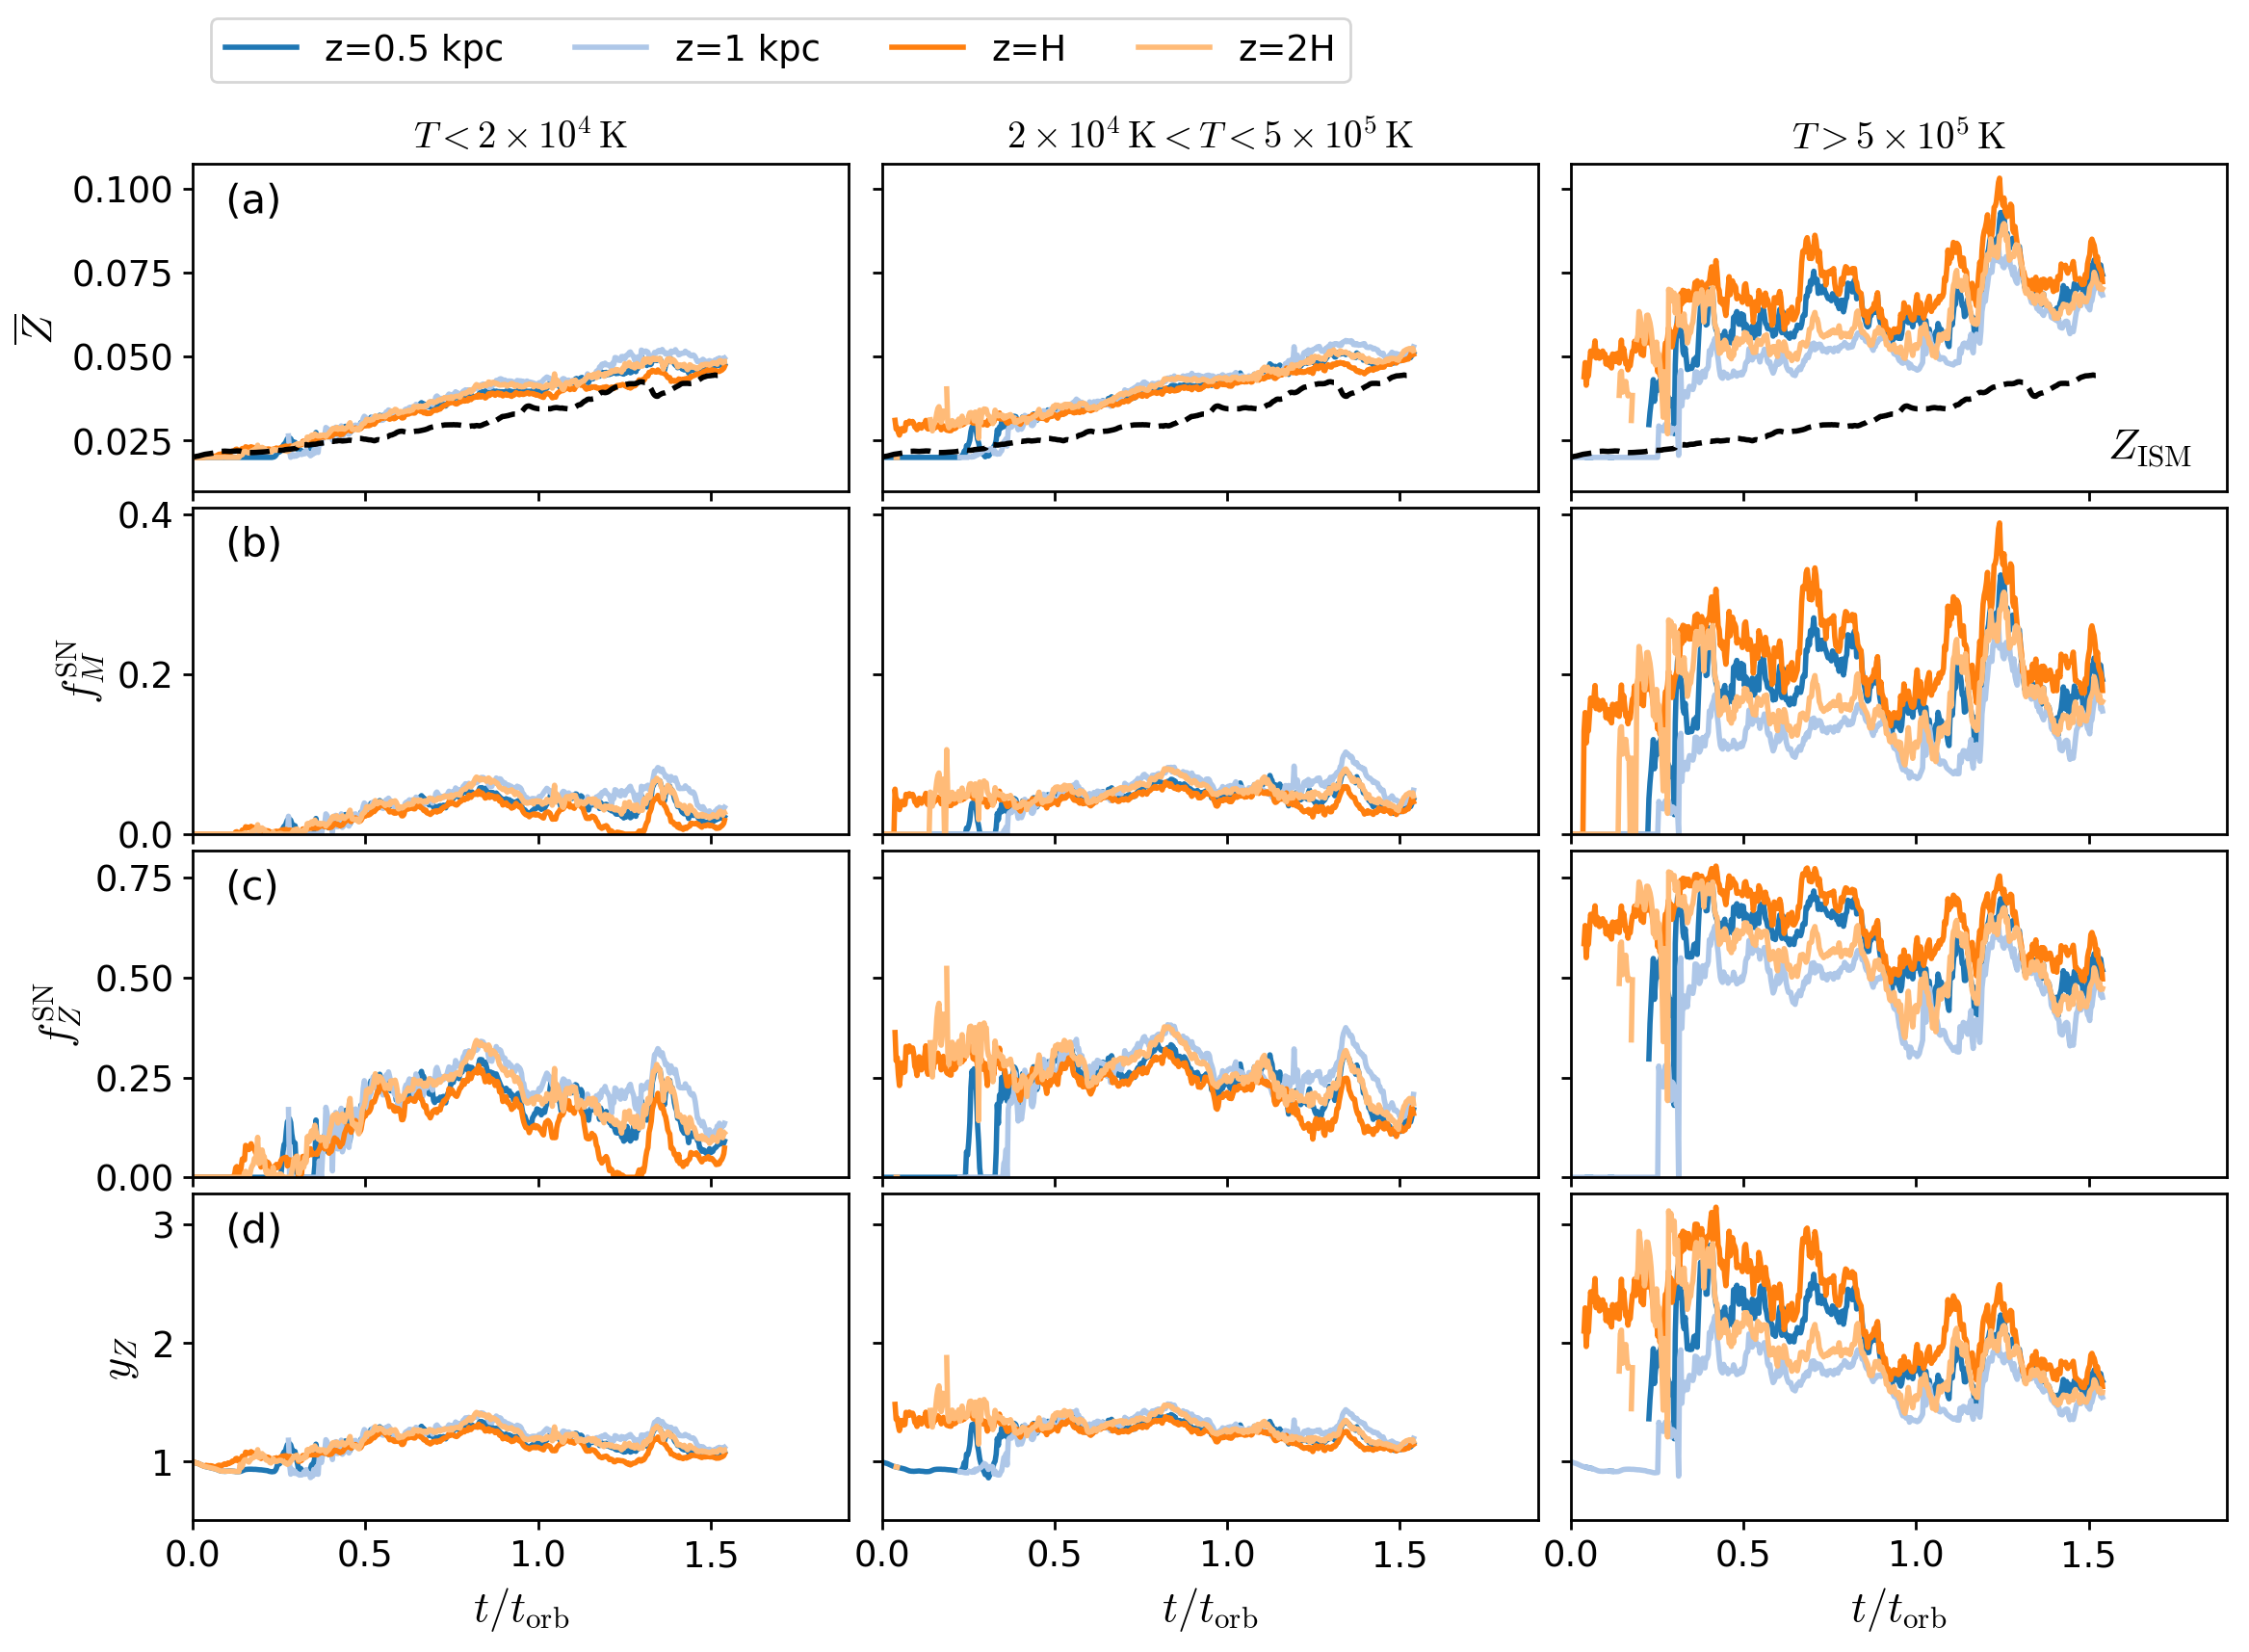 z=0.5 kpc z=1 kpc z=H z=2H
T < 2 × 10⁴ K 2 × 10⁴ K < T < 5 × 10⁵ K T > 5 × 10⁵ K
(a)
0.100
0.075
0.050
0.025
Z̅
Z_ISM
(b)
0.4
0.2
0.0
f_M^SN
(c)
0.75
0.50
0.25
0.00
f_Z^SN
(d)
3
2
1
y_Z
0.0 0.5 1.0 1.5 0.0 0.5 1.0 1.5 0.0 0.5 1.0 1.5
t/t_orb t/t_orb t/t_orb